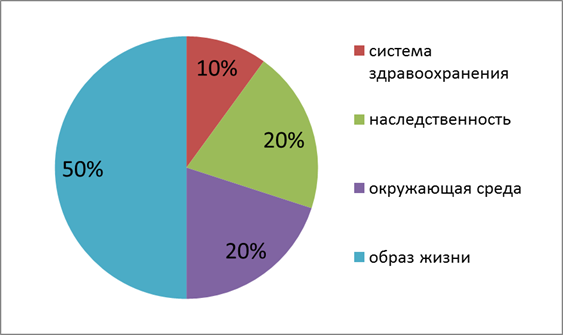 10%
20%
20%
50%
система
здравоохранения
наследственность
окружающая среда
образ жизни